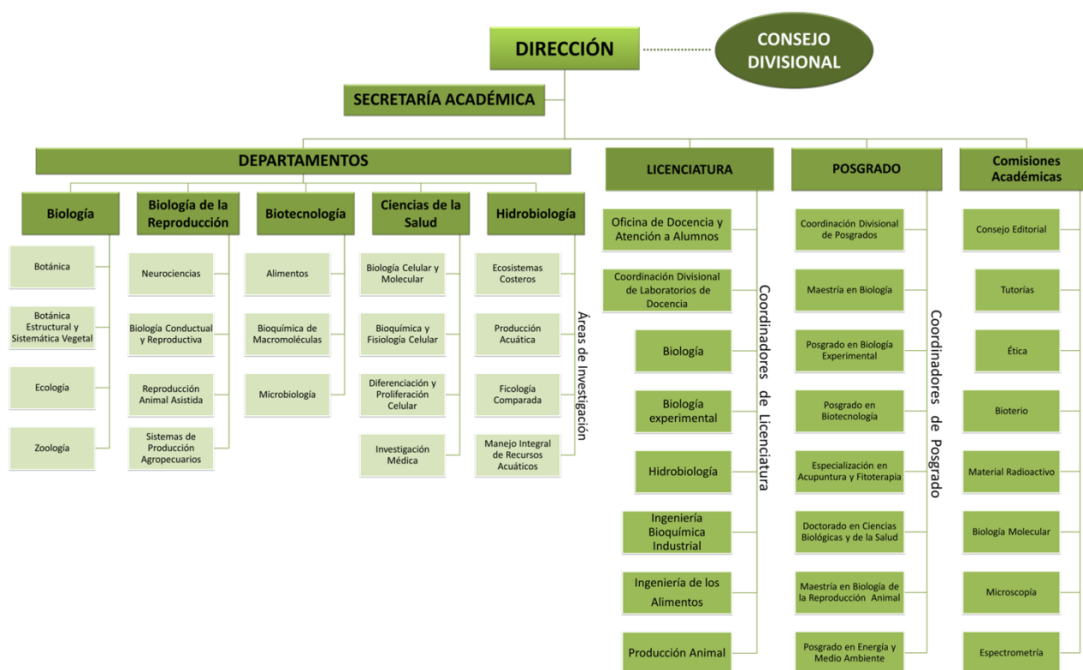 DIRECCIÓN
CONSEJO
DIVISIONAL
SECRETARÍA ACADÉMICA
DEPARTAMENTOS
Biología
Botánica
Botánica
Estructural y
Sistemática Vegetal
Ecología
Zoología
Biología de la
Reproducción
Neurociencias
Biología Conductual
y Reproductiva
Reproducción
Animal Asistida
Sistemas de
Producción
Agropecuarios
Biotecnología
Alimentos
Bioquímica de
Macromoléculas
Microbiología
Ciencias de la
Salud
Biología Celular y
Molecular
Bioquímica y
Fisiología Celular
Diferenciación y
Proliferación
Celular
Investigación
Médica
Hidrobiología
Ecosistemas
Costeros
Producción
Acuática
Ficología
Comparada
Manejo Integral
de Recursos
Acuáticos
Áreas de Investigación
LICENCIATURA
Oficina de Docencia y
Atención a Alumnos
Coordinación Divisional
de Laboratorios de
Docencia
Biología
Biología
experimental
Hidrobiología
Ingeniería
Bioquímica
Industrial
Ingeniería de los
Alimentos
Producción Animal
Coordinadores de Licenciatura
POSGRADO
Coordinación Divisional
de Posgrados
Maestría en Biología
Posgrado en Biología
Experimental
Posgrado en
Biotecnología
Especialización en
Acupuntura y Fitoterapia
Doctorado en Ciencias
Biológicas y de la Salud
Maestría en Biología de
la Reproducción Animal
Posgrado en Energía y
Medio Ambiente
Coordinadores de Posgrado
Comisiones
Académicas
Consejo Editorial
Tutorías
Ética
Bioterio
Material Radioactivo
Biología Molecular
Microscopía
Espectrometría